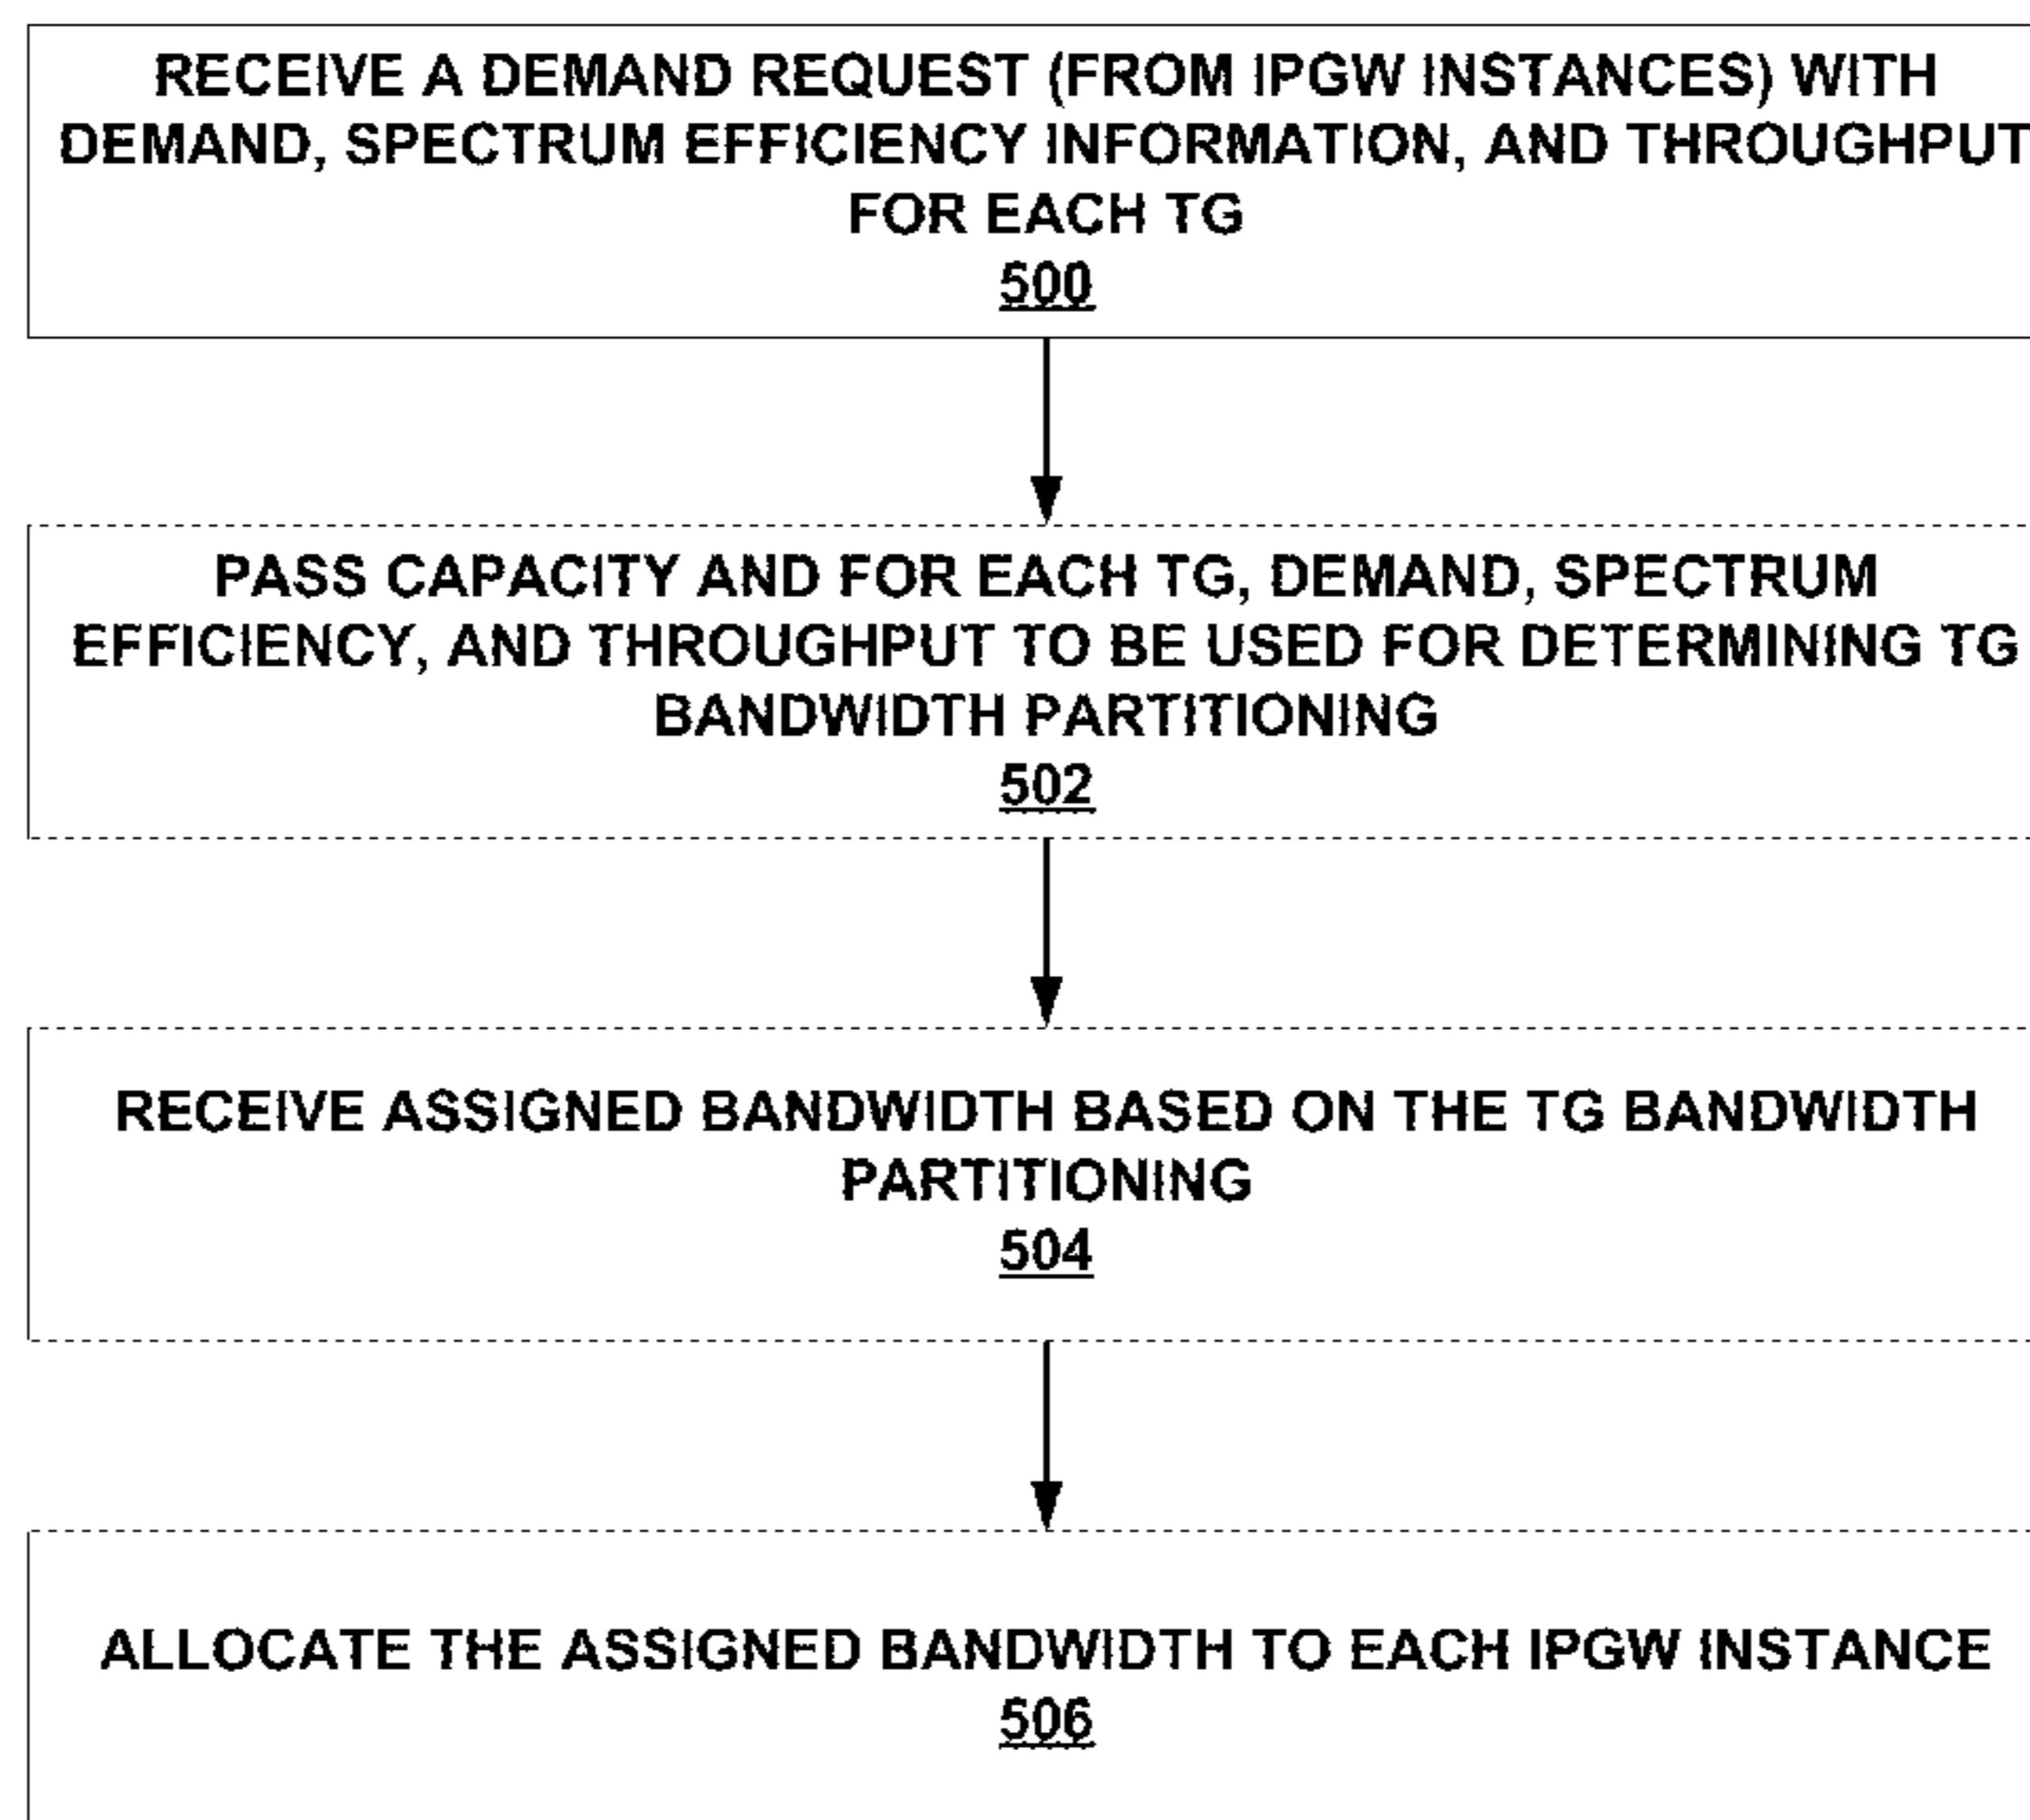 RECEIVE A DEMAND REQUEST (FROM IPGW INSTANCES) WITH
DEMAND, SPECTRUM EFFICIENCY INFORMATION, AND THROUGHPUT
FOR EACH TG
500
PASS CAPACITY AND FOR EACH TG, DEMAND, SPECTRUM
EFFICIENCY, AND THROUGHPUT TO BE USED FOR DETERMINING TG
BANDWIDTH PARTITIONING
502
RECEIVE ASSIGNED BANDWIDTH BASED ON THE TG BANDWIDTH
PARTITIONING
504
ALLOCATE THE ASSIGNED BANDWIDTH TO EACH IPGW INSTANCE
506